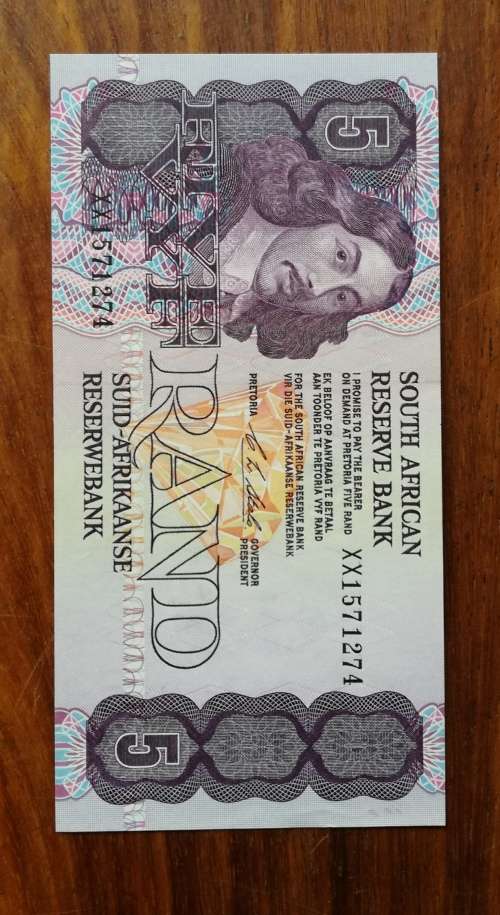 5
SOUTH AFRICAN
RESERVE BANK
I PROMISE TO PAY THE BEARER
ON DEMAND AT PRETORIA FIVE RAND
XX1571274
EK BELOOF OP AANVRAAG TE BETAAL
AAN TOONDER TE PRETORIA VYF RAND
FOR THE SOUTH AFRICAN RESERVE BANK
VIR DIE SUID-AFRIKAANSE RESERWEBANK
PRETORIA
GOVERNOR
PRESIDENT
FIVE
VYF
RAND
XX1571274
SUID-AFRIKAANSE
RESERWEBANK
5